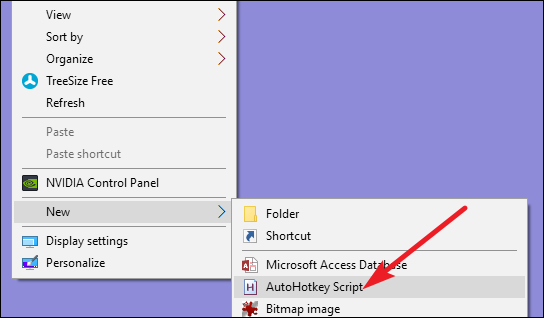 View
Sort by
Organize
TreeSize Free
Refresh
Paste
Paste shortcut
NVIDIA Control Panel
New
Display settings
Personalize
Folder
Shortcut
Microsoft Access Database
AutoHotkey Script
Bitmap image